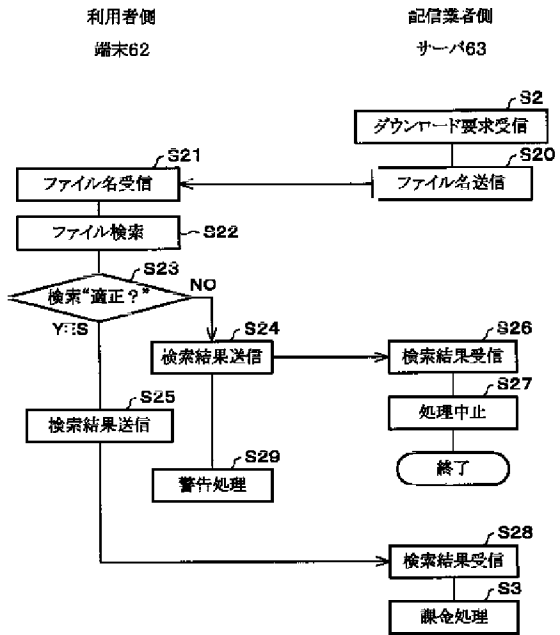 利用者側
端末62
配信業者側
サーバ63
S2
ダウンロード要求受信
S20
ファイル名送信
S21
ファイル名受信
S22
ファイル検索
S23
検索“適正？”
NO
YES
S24
検索結果送信
S26
検索結果受信
S27
処理中止
終了
S25
検索結果送信
S29
警告処理
S28
検索結果受信
S3
課金処理